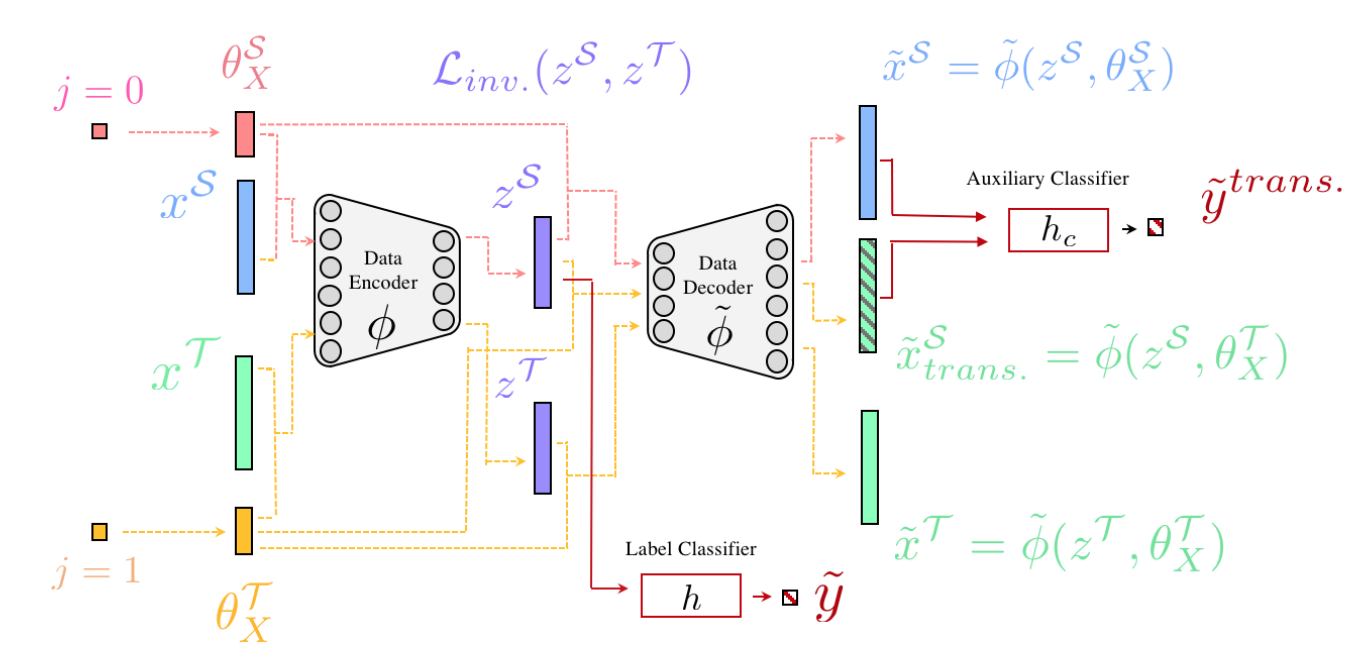 $j = 0$
$\theta_X^{\mathcal{S}}$
$\mathcal{L}_{inv.}(z^{\mathcal{S}}, z^{\mathcal{T}})$
$\tilde{x}^{\mathcal{S}} = \tilde{\phi}(z^{\mathcal{S}}, \theta_X^{\mathcal{S}})$
$x^{\mathcal{S}}$
$z^{\mathcal{S}}$
Auxiliary Classifier
$h_c$
$\tilde{y}^{trans.}$
Data
Encoder
$\phi$
Data
Decoder
$\tilde{\phi}$
$x^{\mathcal{T}}$
$z^{\mathcal{T}}$
$\tilde{x}^{\mathcal{S}}_{trans.} = \tilde{\phi}(z^{\mathcal{S}}, \theta_X^{\mathcal{T}})$
$j = 1$
$\theta_X^{\mathcal{T}}$
Label Classifier
$h$
$\tilde{y}$
$\tilde{x}^{\mathcal{T}} = \tilde{\phi}(z^{\mathcal{T}}, \theta_X^{\mathcal{T}})$